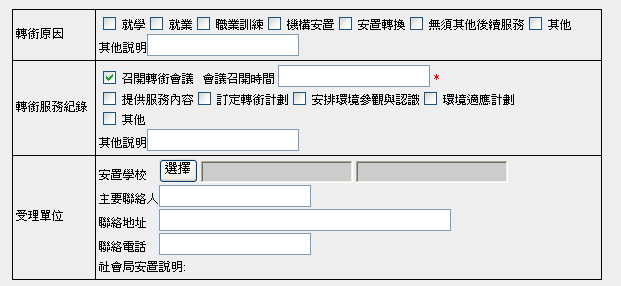 轉銜原因
就學 就業 職業訓練 機構安置 安置轉換 無須其他後續服務 其他
其他說明
轉銜服務紀錄
召開轉銜會議 會議召開時間 *
提供服務內容 訂定轉銜計劃 安排環境參觀與認識 環境適應計劃
其他
其他說明
受理單位
安置學校 選擇
主要聯絡人
聯絡地址
聯絡電話
社會局安置說明: